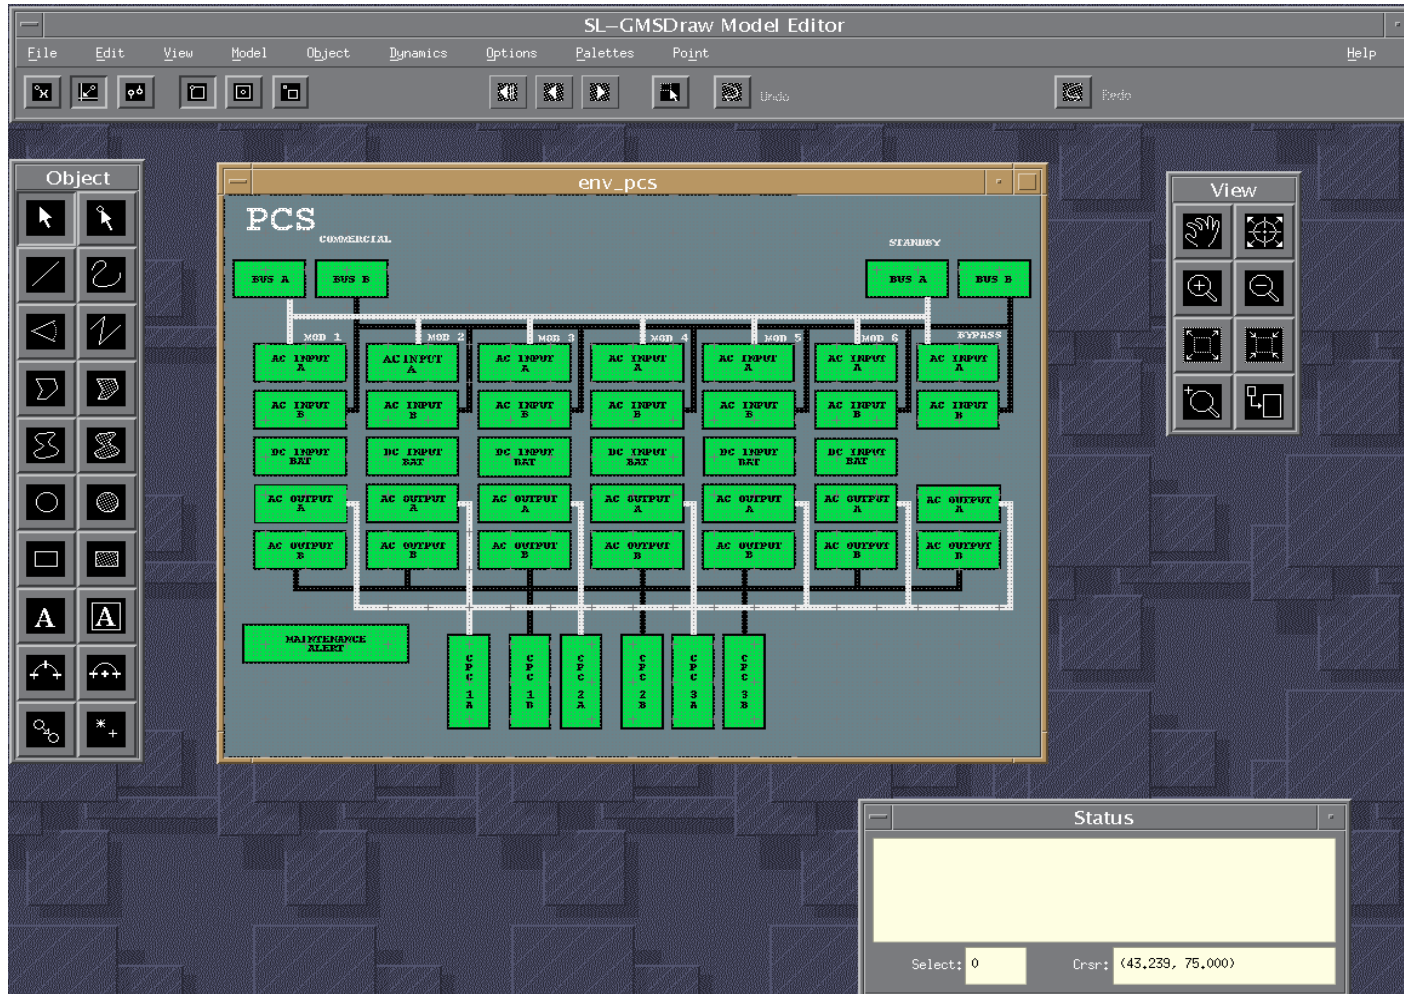 SL-GMSDraw Model Editor
File Edit View Model Object Dynamics Options Palettes Point Help
Undo Redo
Object
env_pcs
View
PCS
COMMERCIAL
STANDBY
BUS A BUS B BUS A BUS B
MOD 1 MOD 2 MOD 3 MOD 4 MOD 5 MOD 6 BYPASS
AC INPUT AC INPUT AC INPUT AC INPUT AC INPUT AC INPUT AC INPUT
A A A A A A A
AC INPUT AC INPUT AC INPUT AC INPUT AC INPUT AC INPUT AC INPUT
B B B B B B B
DC INPUT DC INPUT DC INPUT DC INPUT DC INPUT DC INPUT
BAT BAT BAT BAT BAT BAT
AC OUTPUT AC OUTPUT AC OUTPUT AC OUTPUT AC OUTPUT AC OUTPUT AC OUTPUT
A A A A A A A
AC OUTPUT AC OUTPUT AC OUTPUT AC OUTPUT AC OUTPUT AC OUTPUT AC OUTPUT
B B B B B B B
MAINTENANCE
ALERT
CPC 1A
CPC 1B
CPC 2A
CPC 2B
CPC 3A
CPC 3B
A A
Status
Select: 0 Crsr: (43.239, 75.000)